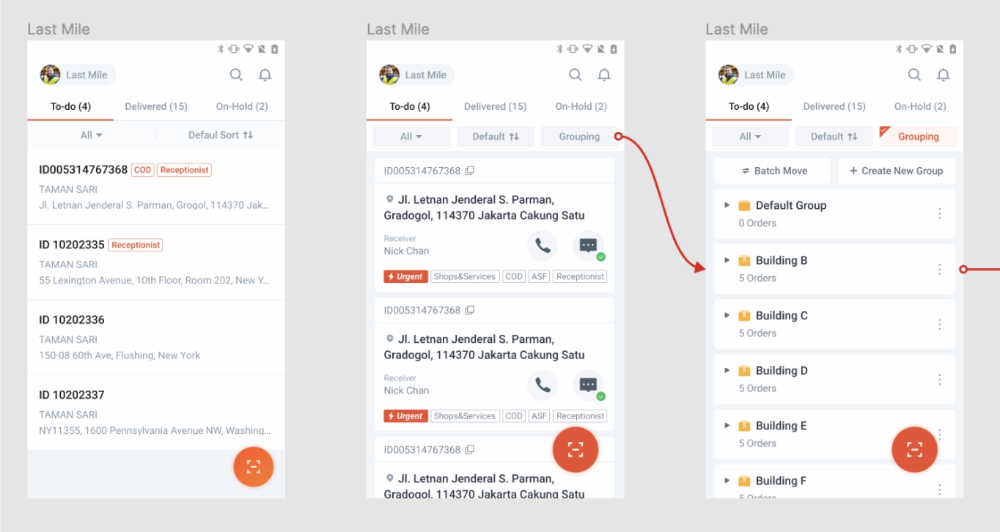 Last Mile
Last Mile
To-do (4) Delivered (15) On-Hold (2)
All Defaul Sort
ID005314767368 COD Receptionist
TAMAN SARI
Jl. Letnan Jenderal S. Parman, Grogol, 114370 Jak...
ID 10202335 Receptionist
TAMAN SARI
55 Lexington Avenue, 10th Floor, Room 202, New Y...
ID 10202336
TAMAN SARI
150-08 60th Ave, Flushing, New York
ID 10202337
TAMAN SARI
NY11355, 1600 Pennsylvania Avenue NW, Washing...
Last Mile
Last Mile
To-do (4) Delivered (15) On-Hold (2)
All Default Grouping
ID005314767368
Jl. Letnan Jenderal S. Parman,
Gradogol, 114370 Jakarta Cakung Satu
Receiver
Nick Chan
Urgent Shops&Services COD ASF Receptionist
ID005314767368
Jl. Letnan Jenderal S. Parman,
Gradogol, 114370 Jakarta Cakung Satu
Receiver
Nick Chan
Urgent Shops&Services COD ASF Receptionist
ID005314767368
Jl. Letnan Jenderal S. Parman,
Gradogol, 114370 Jakarta Cakung Satu
Last Mile
Last Mile
To-do (4) Delivered (15) On-Hold (2)
All Default Grouping
Batch Move + Create New Group
Default Group
0 Orders
Building B
5 Orders
Building C
5 Orders
Building D
5 Orders
Building E
5 Orders
Building F
5 Orders